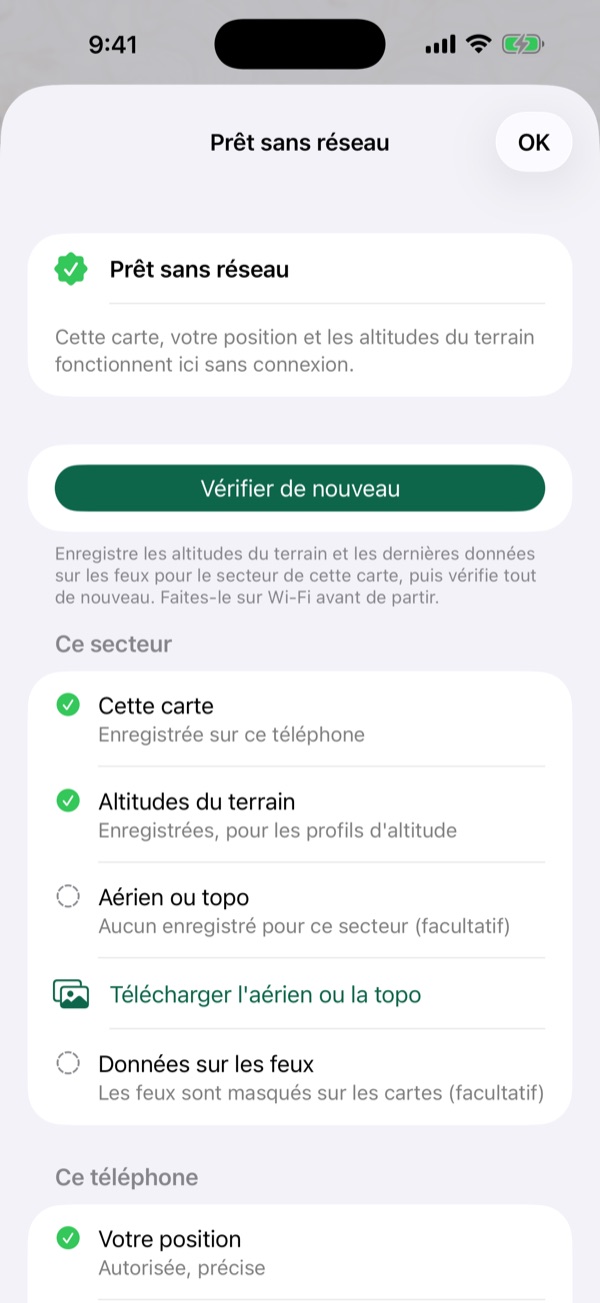 9:41
Prêt sans réseau
OK
Prêt sans réseau
Cette carte, votre position et les altitudes du terrain
fonctionnent ici sans connexion.
Vérifier de nouveau
Enregistre les altitudes du terrain et les dernières données
sur les feux pour le secteur de cette carte, puis vérifie tout
de nouveau. Faites-le sur Wi-Fi avant de partir.
Ce secteur
Cette carte
Enregistrée sur ce téléphone
Altitudes du terrain
Enregistrées, pour les profils d'altitude
Aérien ou topo
Aucun enregistré pour ce secteur (facultatif)
Télécharger l'aérien ou la topo
Données sur les feux
Les feux sont masqués sur les cartes (facultatif)
Ce téléphone
Votre position
Autorisée, précise